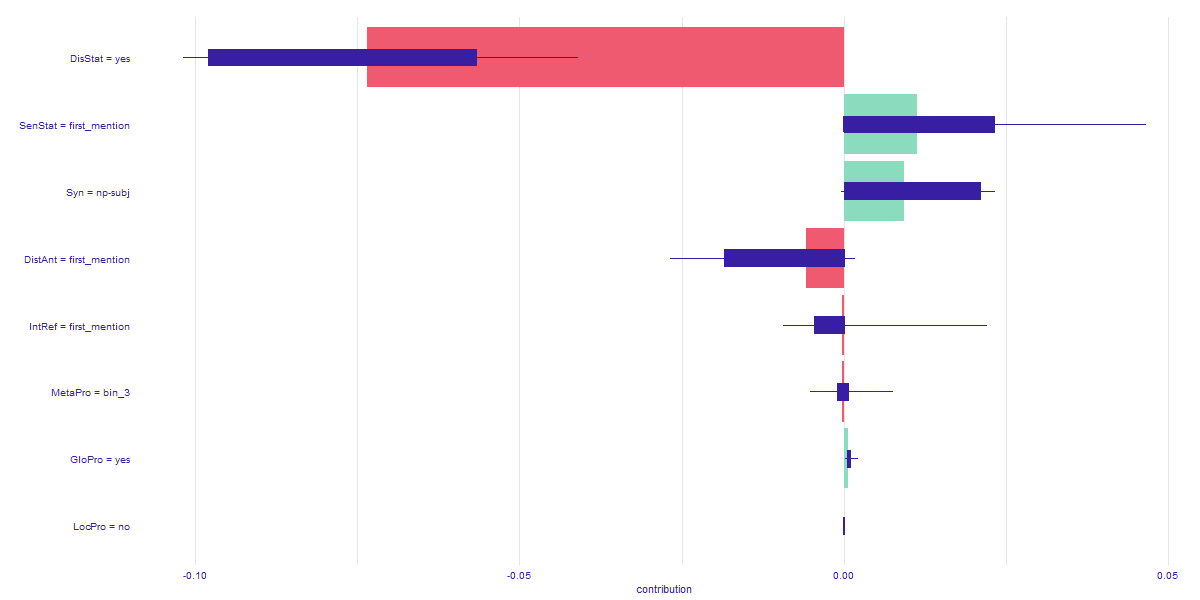 DisStat = yes
SenStat = first_mention
Syn = np-subj
DistAnt = first_mention
IntRef = first_mention
MetaPro = bin_3
GloPro = yes
LocPro = no
-0.10 -0.05 0.00 0.05
contribution